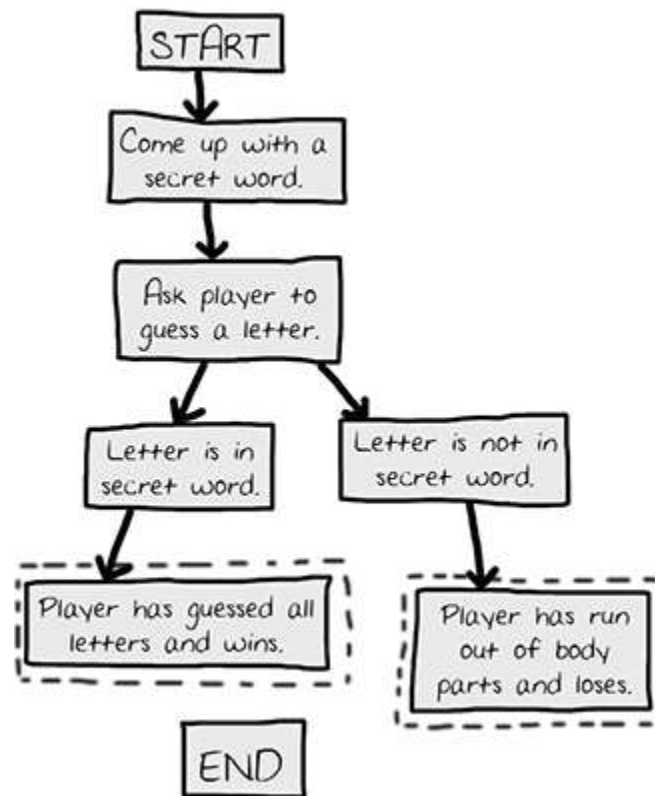 START
Come up with a
secret word.
Ask player to
guess a letter.
Letter is in
secret word.
Letter is not in
secret word.
Player has guessed all
letters and wins.
Player has run
out of body
parts and loses.
END